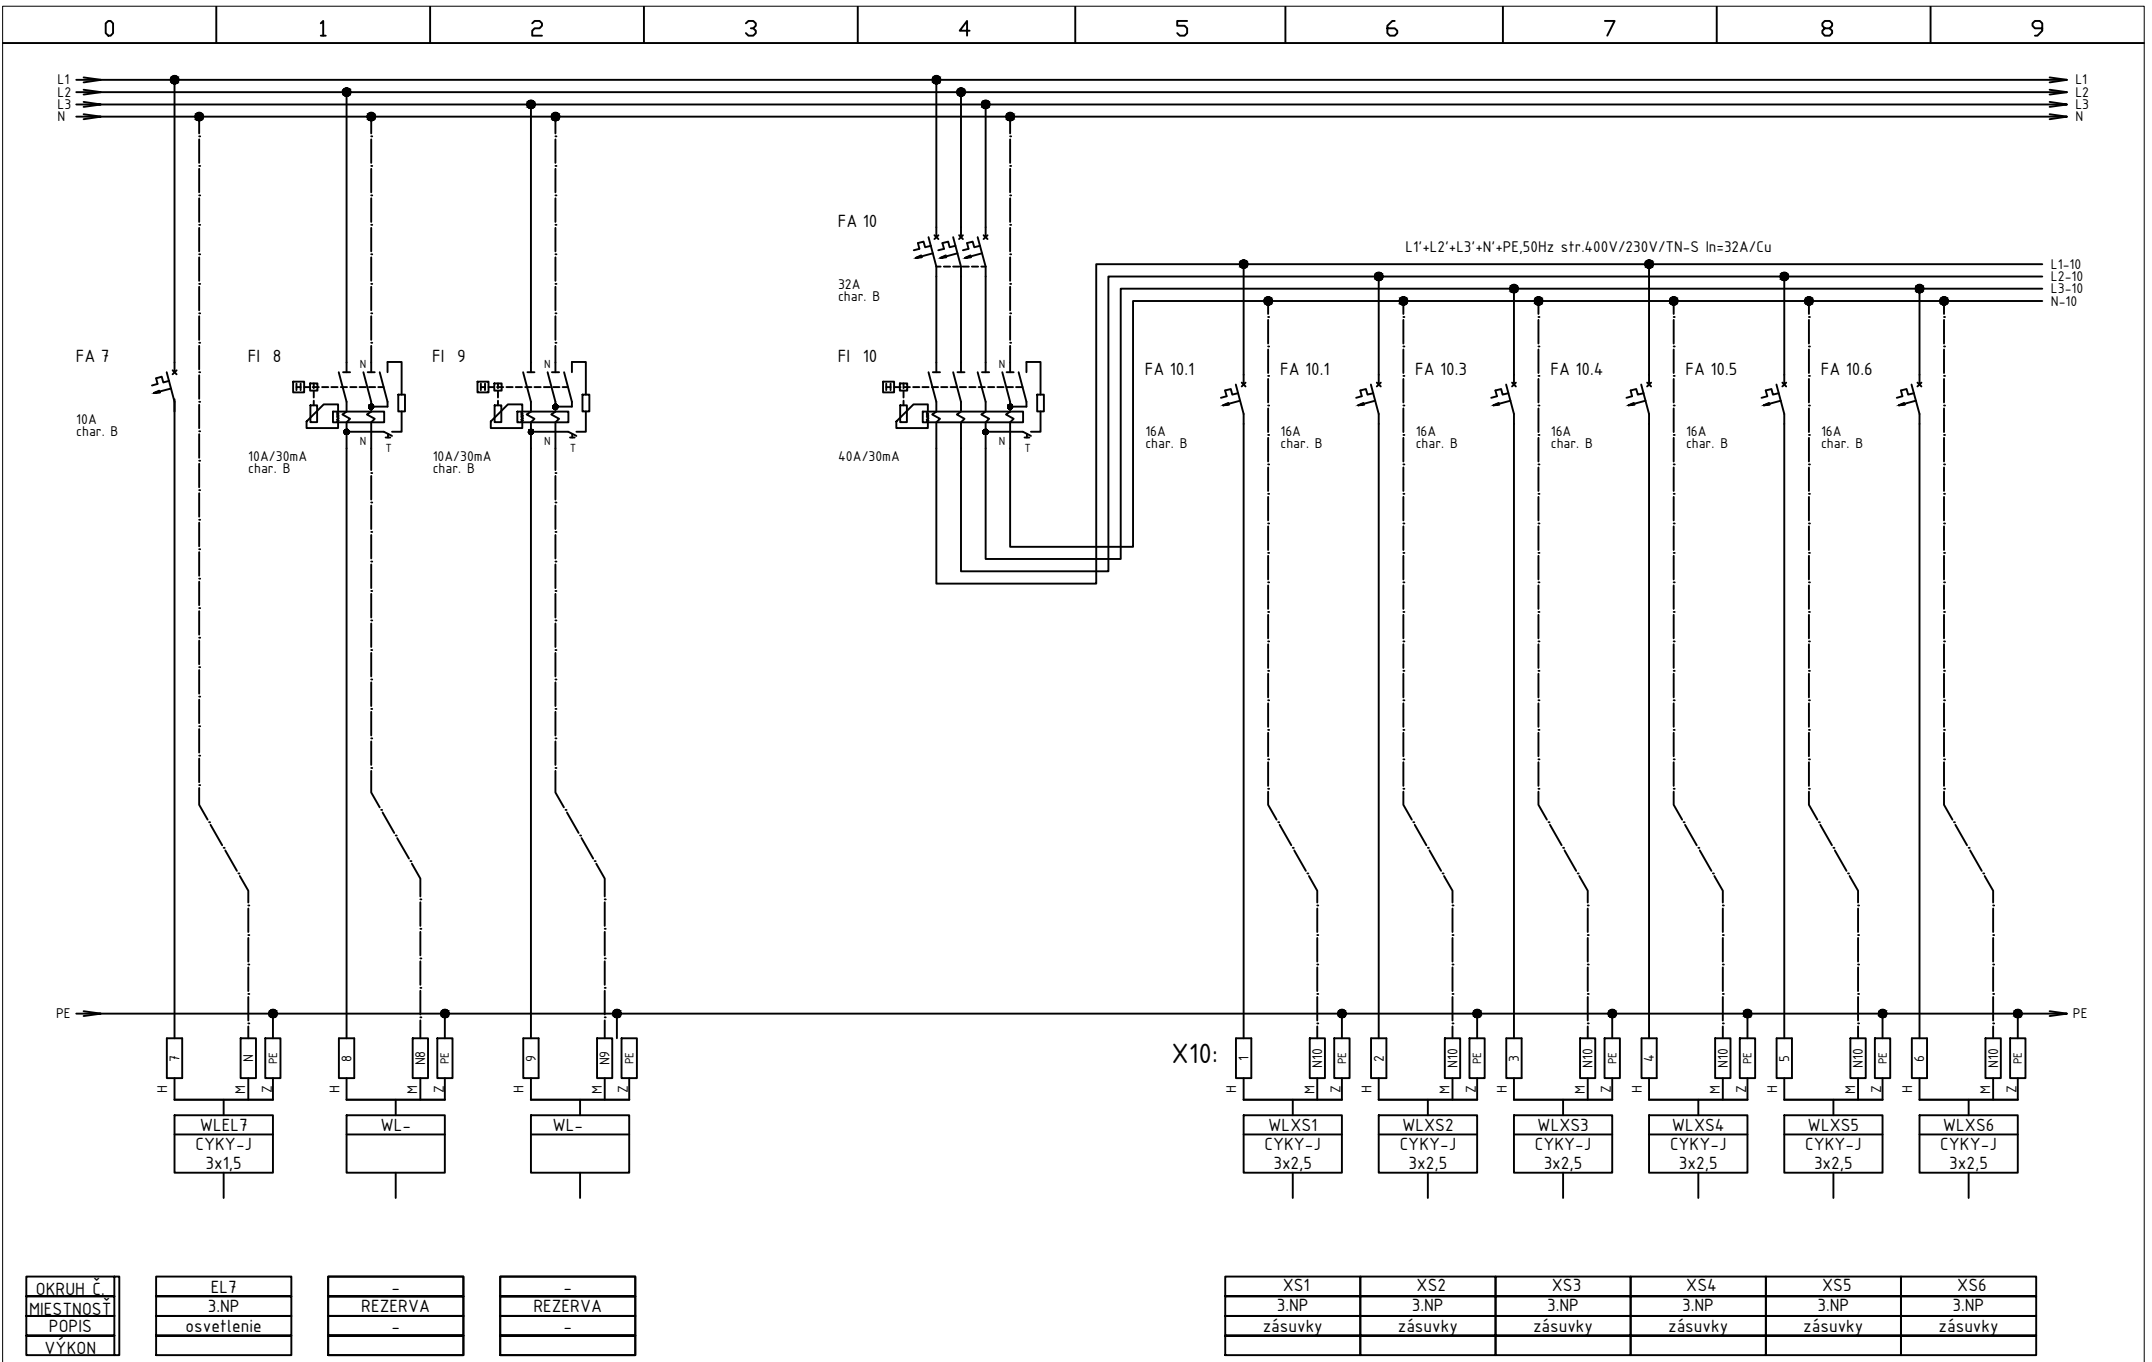 0 1 2 3 4 5 6 7 8 9
L1 L1
L2 L2
L3 L3
N N
FA 10
32A
char. B
L1'+L2'+L3'+N'+PE,50Hz str.400V/230V/TN-S In=32A/Cu
L1-10
L2-10
L3-10
N-10
FA 7
10A
char. B
FI 8
N
H
N
T
10A/30mA
char. B
FI 9
N
H
N
T
10A/30mA
char. B
FI 10
N
H
N
T
40A/30mA
FA 10.1
16A
char. B
FA 10.1
16A
char. B
FA 10.3
16A
char. B
FA 10.4
16A
char. B
FA 10.5
16A
char. B
FA 10.6
16A
char. B
PE PE
X10:
7 N PE 8 N8 PE 9 N9 PE 1 N10 PE 2 N10 PE 3 N10 PE 4 N10 PE 5 N10 PE 6 N10 PE
H M Z H M Z H M Z H M Z H M Z H M Z H M Z H M Z H M Z
WLEL7
CYKY-J
3x1,5
WL-
WL-
WLXS1
CYKY-J
3x2,5
WLXS2
CYKY-J
3x2,5
WLXS3
CYKY-J
3x2,5
WLXS4
CYKY-J
3x2,5
WLXS5
CYKY-J
3x2,5
WLXS6
CYKY-J
3x2,5
OKRUH Č. EL7 - - XS1 XS2 XS3 XS4 XS5 XS6
MIESTNOSŤ 3.NP REZERVA REZERVA 3.NP 3.NP 3.NP 3.NP 3.NP 3.NP
POPIS osvetlenie - - zásuvky zásuvky zásuvky zásuvky zásuvky zásuvky
VÝKON